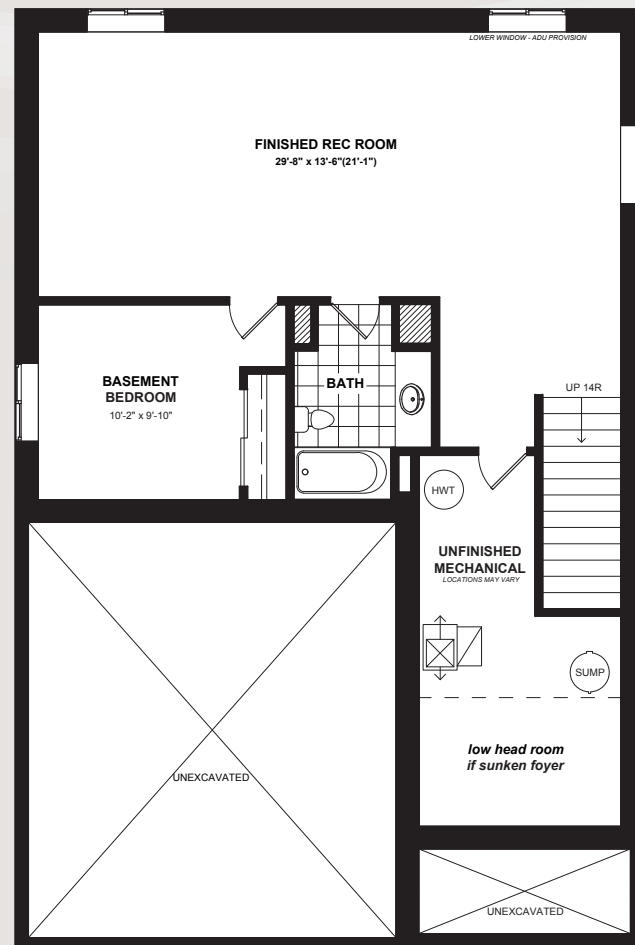 LOWER WINDOW - ADU PROVISION
FINISHED REC ROOM
29'-8" x 13'-6"(21'-1")
BASEMENT
BEDROOM
10'-2" x 9'-10"
BATH
UP 14R
HWT
UNFINISHED
MECHANICAL
LOCATIONS MAY VARY
SUMP
low head room
if sunken foyer
UNEXCAVATED
UNEXCAVATED